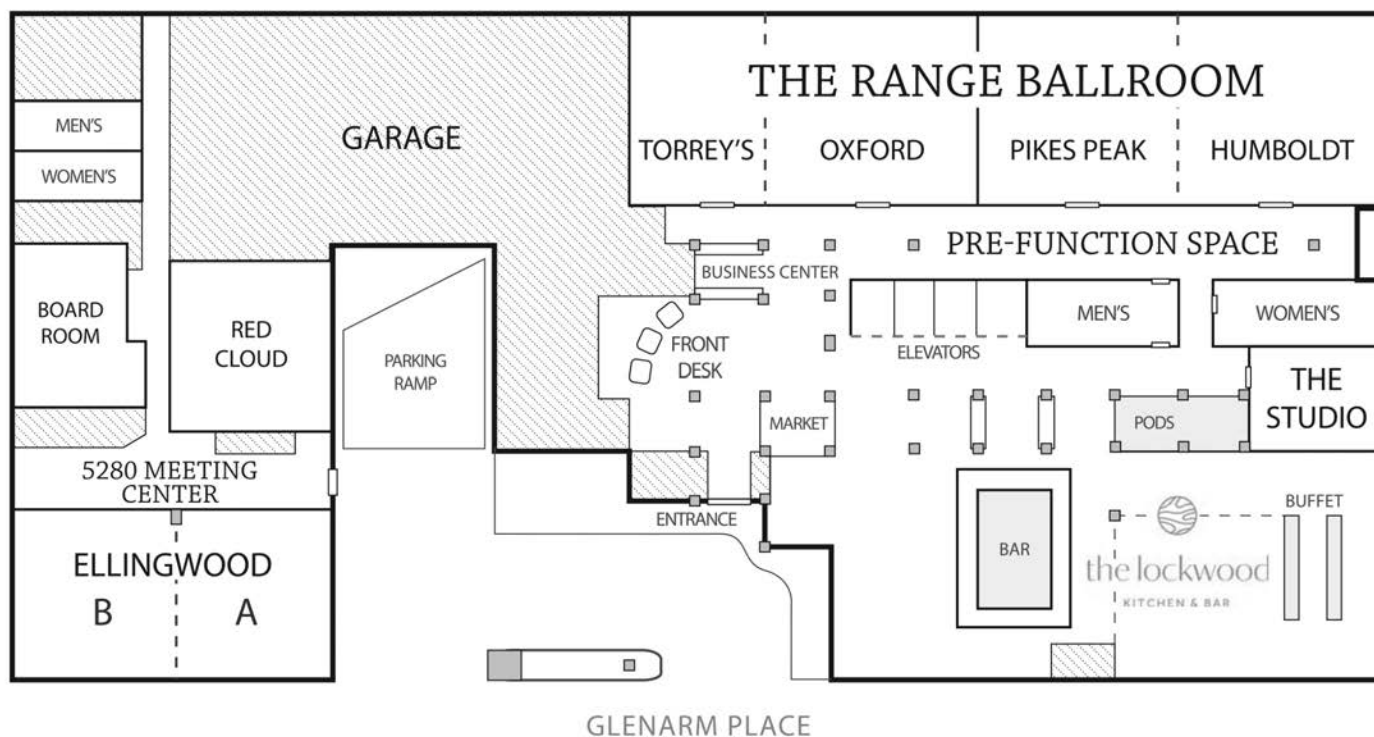 THE RANGE BALLROOM
TORREY'S
OXFORD
PIKES PEAK
HUMBOLDT
MEN'S
WOMEN'S
GARAGE
PRE-FUNCTION SPACE
BUSINESS CENTER
BOARD
ROOM
RED
CLOUD
PARKING
RAMP
FRONT
DESK
ELEVATORS
MEN'S
WOMEN'S
THE
STUDIO
MARKET
PODS
5280 MEETING
CENTER
ENTRANCE
BAR
BUFFET
the lockwood
KITCHEN & BAR
ELLINGWOOD
B
A
GLENARM PLACE